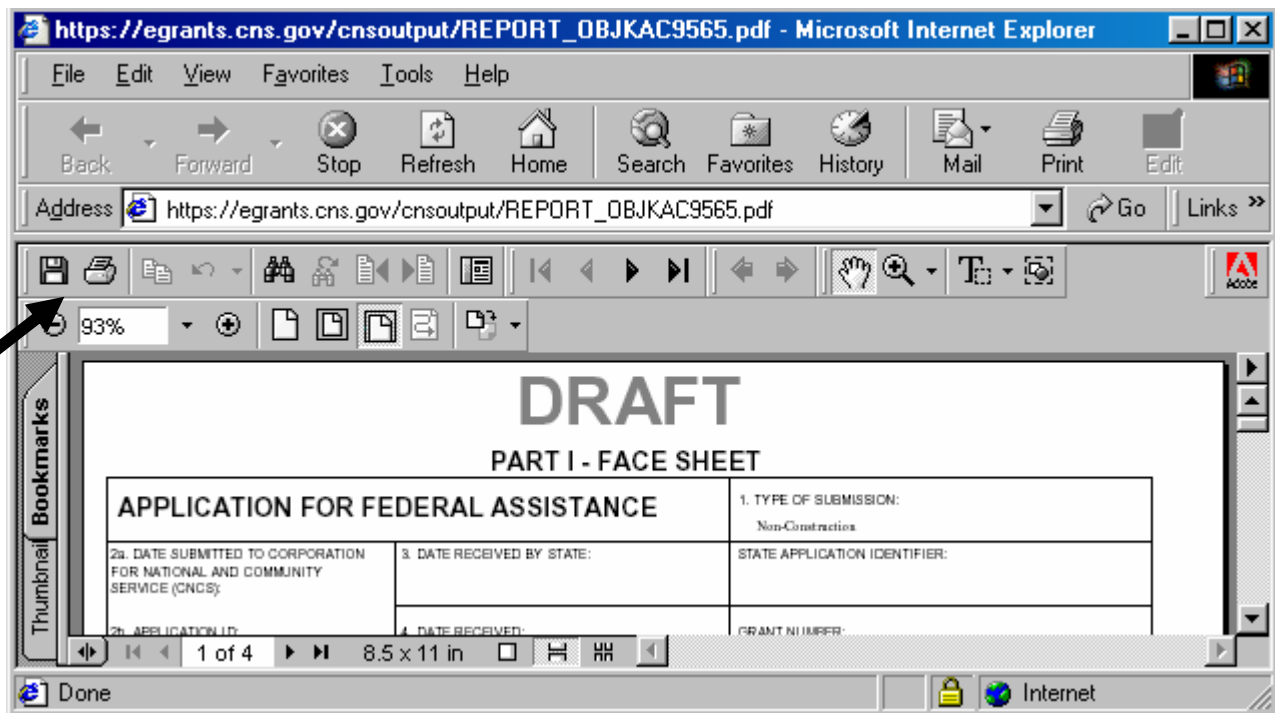 https://egrants.cns.gov/cnsoutput/REPORT_OBJKAC9565.pdf - Microsoft Internet Explorer
File Edit View Favorites Tools Help
Back Forward Stop Refresh Home Search Favorites History Mail Print Edit
Address https://egrants.cns.gov/cnsoutput/REPORT_OBJKAC9565.pdf Go Links »
Adobe
93%
Bookmarks
Thumbnail
DRAFT
PART I - FACE SHEET
APPLICATION FOR FEDERAL ASSISTANCE
1. TYPE OF SUBMISSION:
Non-Construction
2a. DATE SUBMITTED TO CORPORATION
FOR NATIONAL AND COMMUNITY
SERVICE (CNCS):
3. DATE RECEIVED BY STATE:
STATE APPLICATION IDENTIFIER:
2b. APPLICATION ID:
4. DATE RECEIVED:
GRANT NUMBER:
1 of 4 8.5 x 11 in
Done Internet